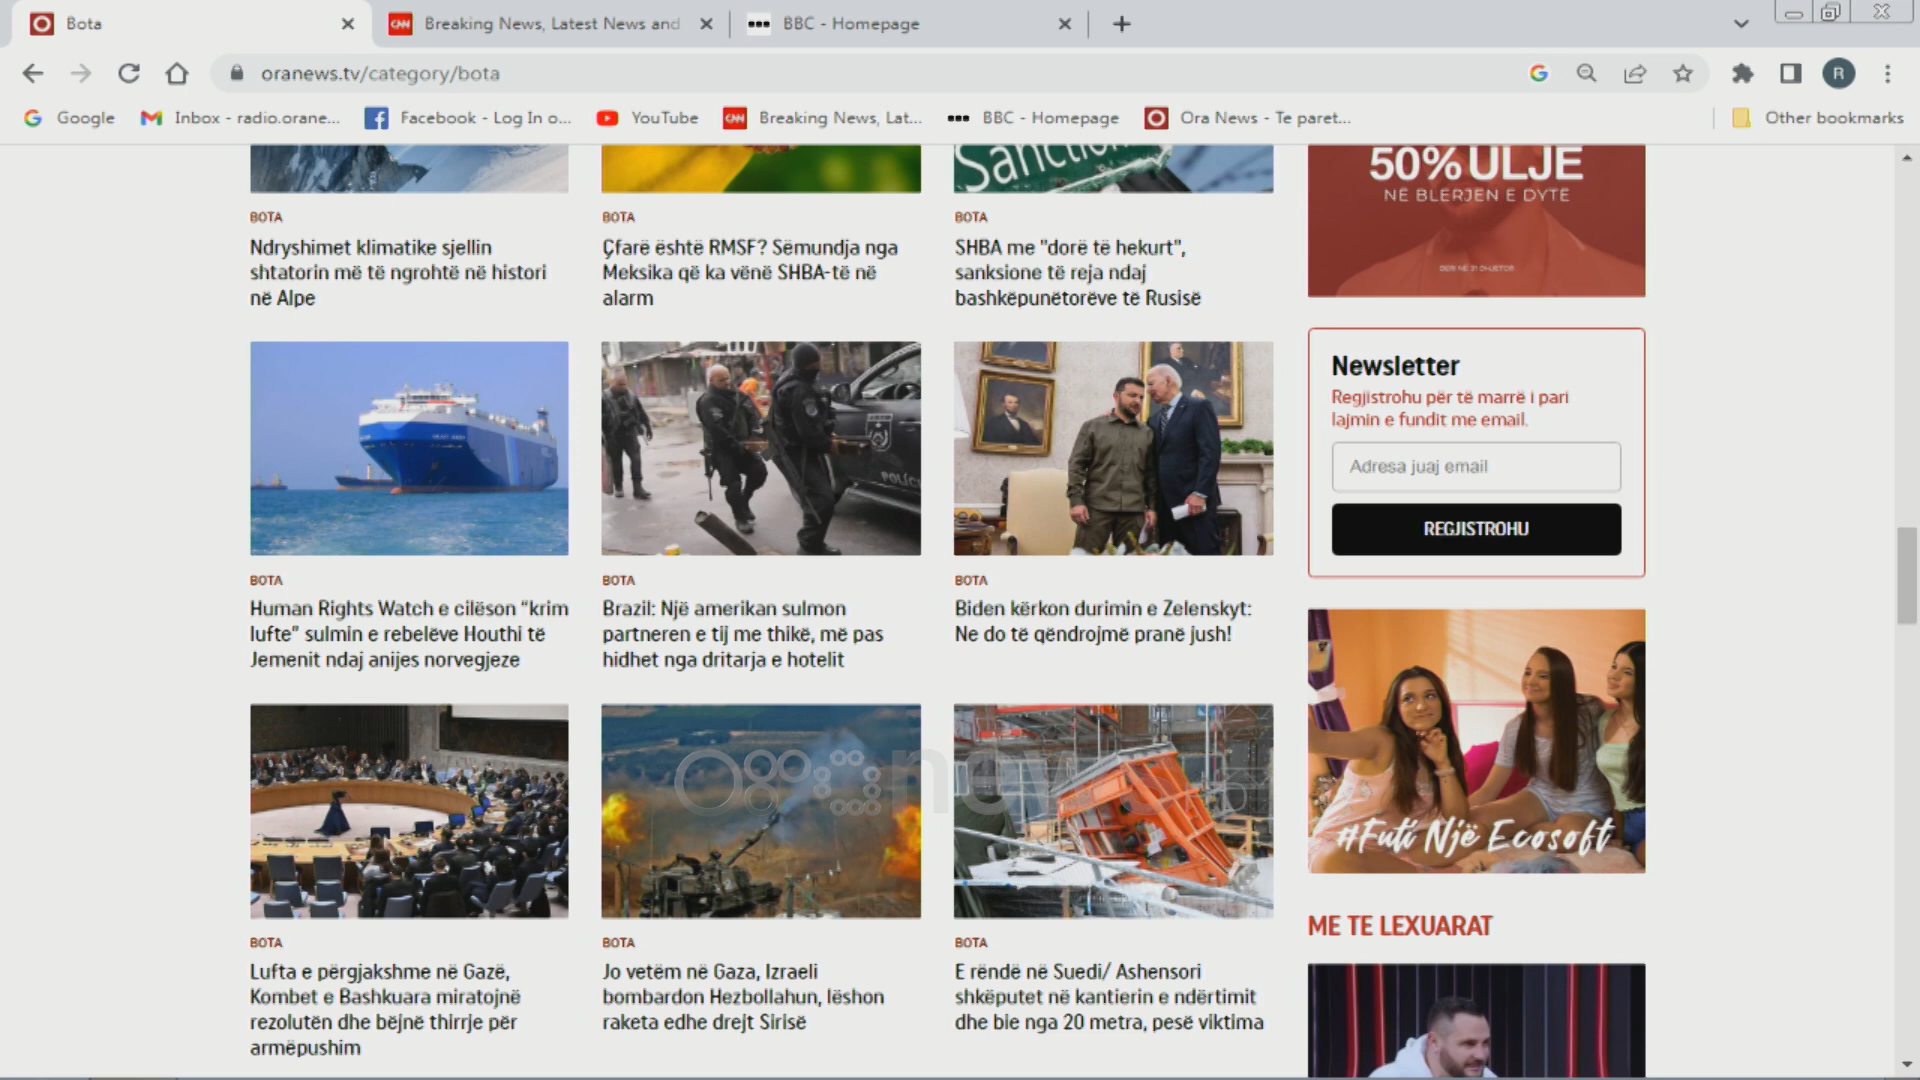 Bota
Breaking News, Latest News and
BBC - Homepage
oranews.tv/category/bota
R
Google
Inbox - radio.orane...
Facebook - Log In o...
YouTube
Breaking News, Lat...
BBC - Homepage
Ora News - Te paret...
Other bookmarks
BOTA
Ndryshimet klimatike sjellin
shtatorin më të ngrohtë në histori
në Alpe
BOTA
Çfarë është RMSF? Sëmundja nga
Meksika që ka vënë SHBA-të në
alarm
BOTA
SHBA me "dorë të hekurt",
sanksione të reja ndaj
bashkëpunëtorëve të Rusisë
50% ULJE
NË BLERJEN E DYTË
Newsletter
Regjistrohu për të marrë i pari
lajmin e fundit me email.
Adresa juaj email
REGJISTROHU
POLÍC
BOTA
Human Rights Watch e cilëson "krim
lufte" sulmin e rebelëve Houthi të
Jemenit ndaj anijes norvegjeze
BOTA
Brazil: Një amerikan sulmon
partneren e tij me thikë, më pas
hidhet nga dritarja e hotelit
BOTA
Biden kërkon durimin e Zelenskyt:
Ne do të qëndrojmë pranë jush!
#Futi Një Ecosoft
BOTA
Lufta e përgjakshme në Gazë,
Kombet e Bashkuara miratojnë
rezolutën dhe bëjnë thirrje për
armëpushim
BOTA
Jo vetëm në Gaza, Izraeli
bombardon Hezbollahun, lëshon
raketa edhe drejt Sirisë
BOTA
E rëndë në Suedi/ Ashensori
shkëputet në kantierin e ndërtimit
dhe bie nga 20 metra, pesë viktima
ME TE LEXUARAT